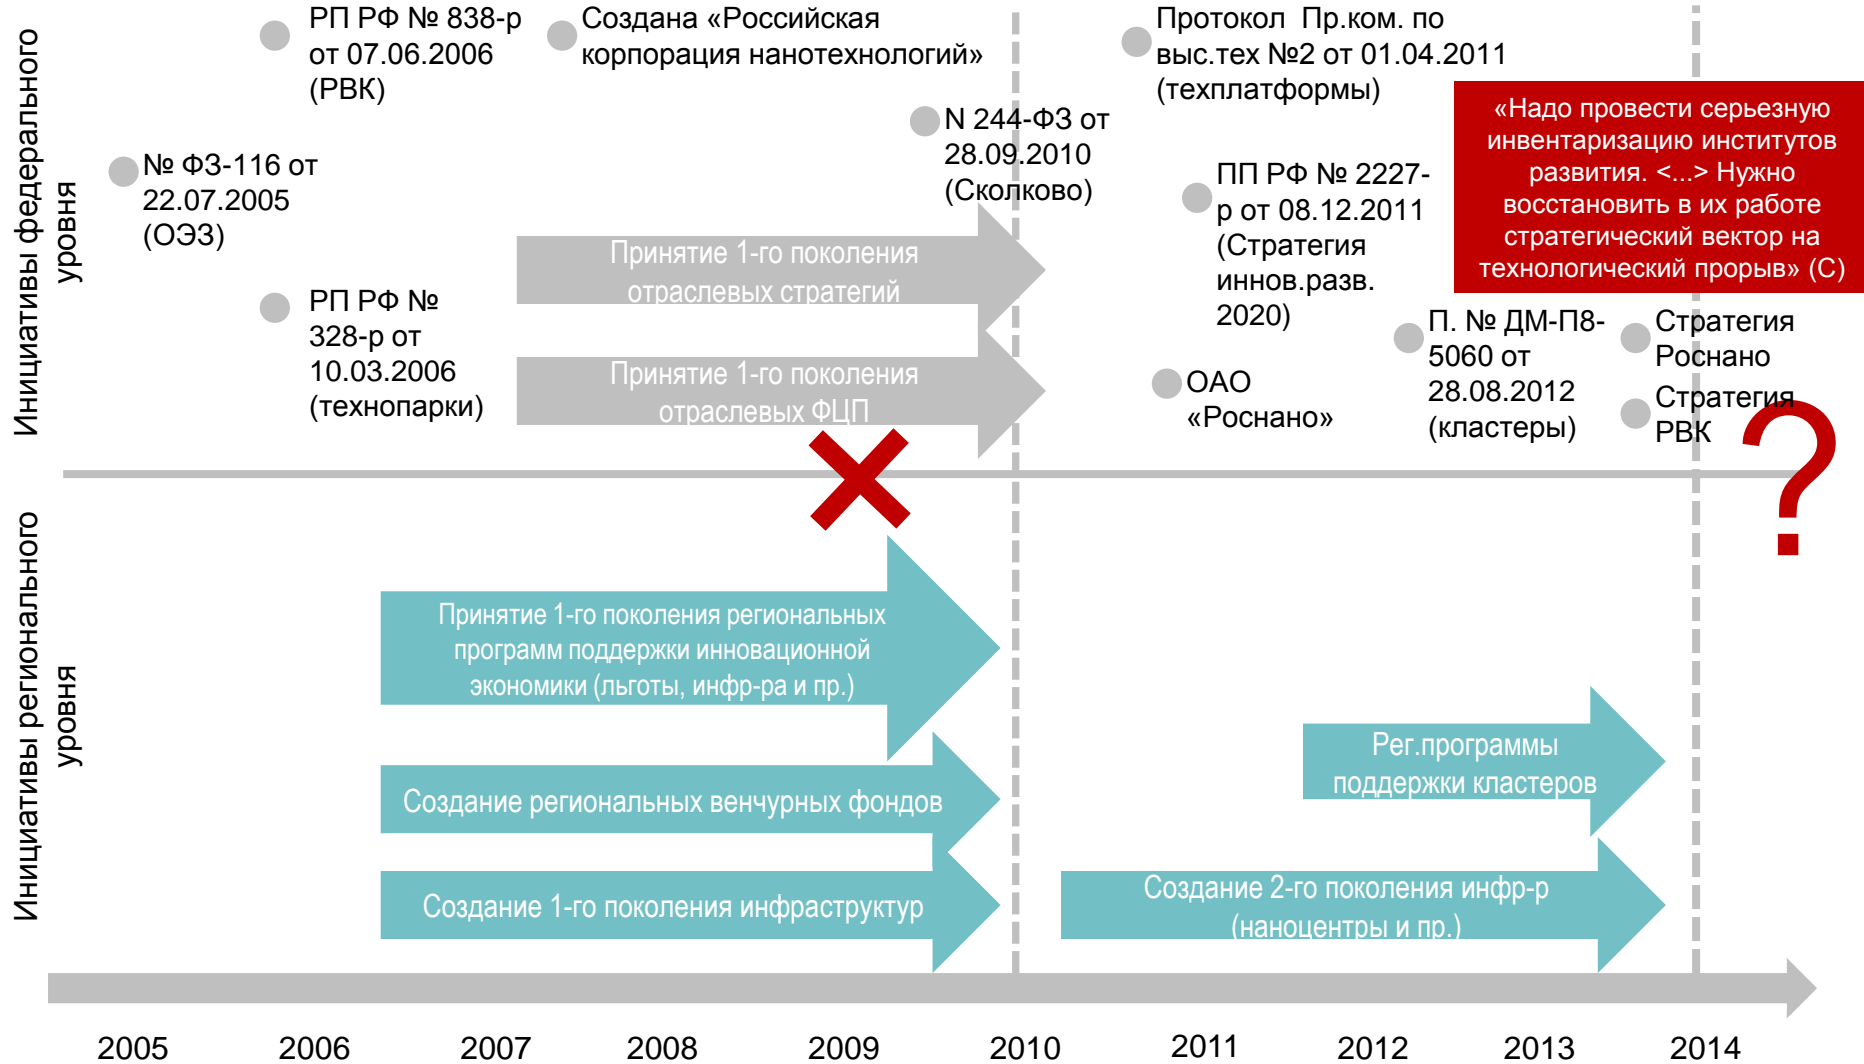 Инициативы федерального
уровня
РП РФ № 838-р
от 07.06.2006
(РВК)
Создана «Российская
корпорация нанотехнологий»
Протокол Пр.ком. по
выс.тех №2 от 01.04.2011
(техплатформы)
«Надо провести серьезную
инвентаризацию институтов
развития. <...> Нужно
восстановить в их работе
стратегический вектор на
технологический прорыв» (С)
N 244-ФЗ от
28.09.2010
(Сколково)
№ ФЗ-116 от
22.07.2005
(ОЭЗ)
ПП РФ № 2227-
р от 08.12.2011
(Стратегия
иннов.разв.
2020)
Принятие 1-го поколения
отраслевых стратегий
РП РФ №
328-р от
10.03.2006
(технопарки)
Принятие 1-го поколения
отраслевых ФЦП
ОАО
«Роснано»
П. № ДМ-П8-
5060 от
28.08.2012
(кластеры)
Стратегия
Роснано
Стратегия
РВК
?
Инициативы регионального
уровня
Принятие 1-го поколения региональных
программ поддержки инновационной
экономики (льготы, инфр-ра и пр.)
Создание региональных венчурных фондов
Рег.программы
поддержки кластеров
Создание 1-го поколения инфраструктур
Создание 2-го поколения инфр-р
(наноцентры и пр.)
2005 2006 2007 2008 2009 2010 2011 2012 2013 2014